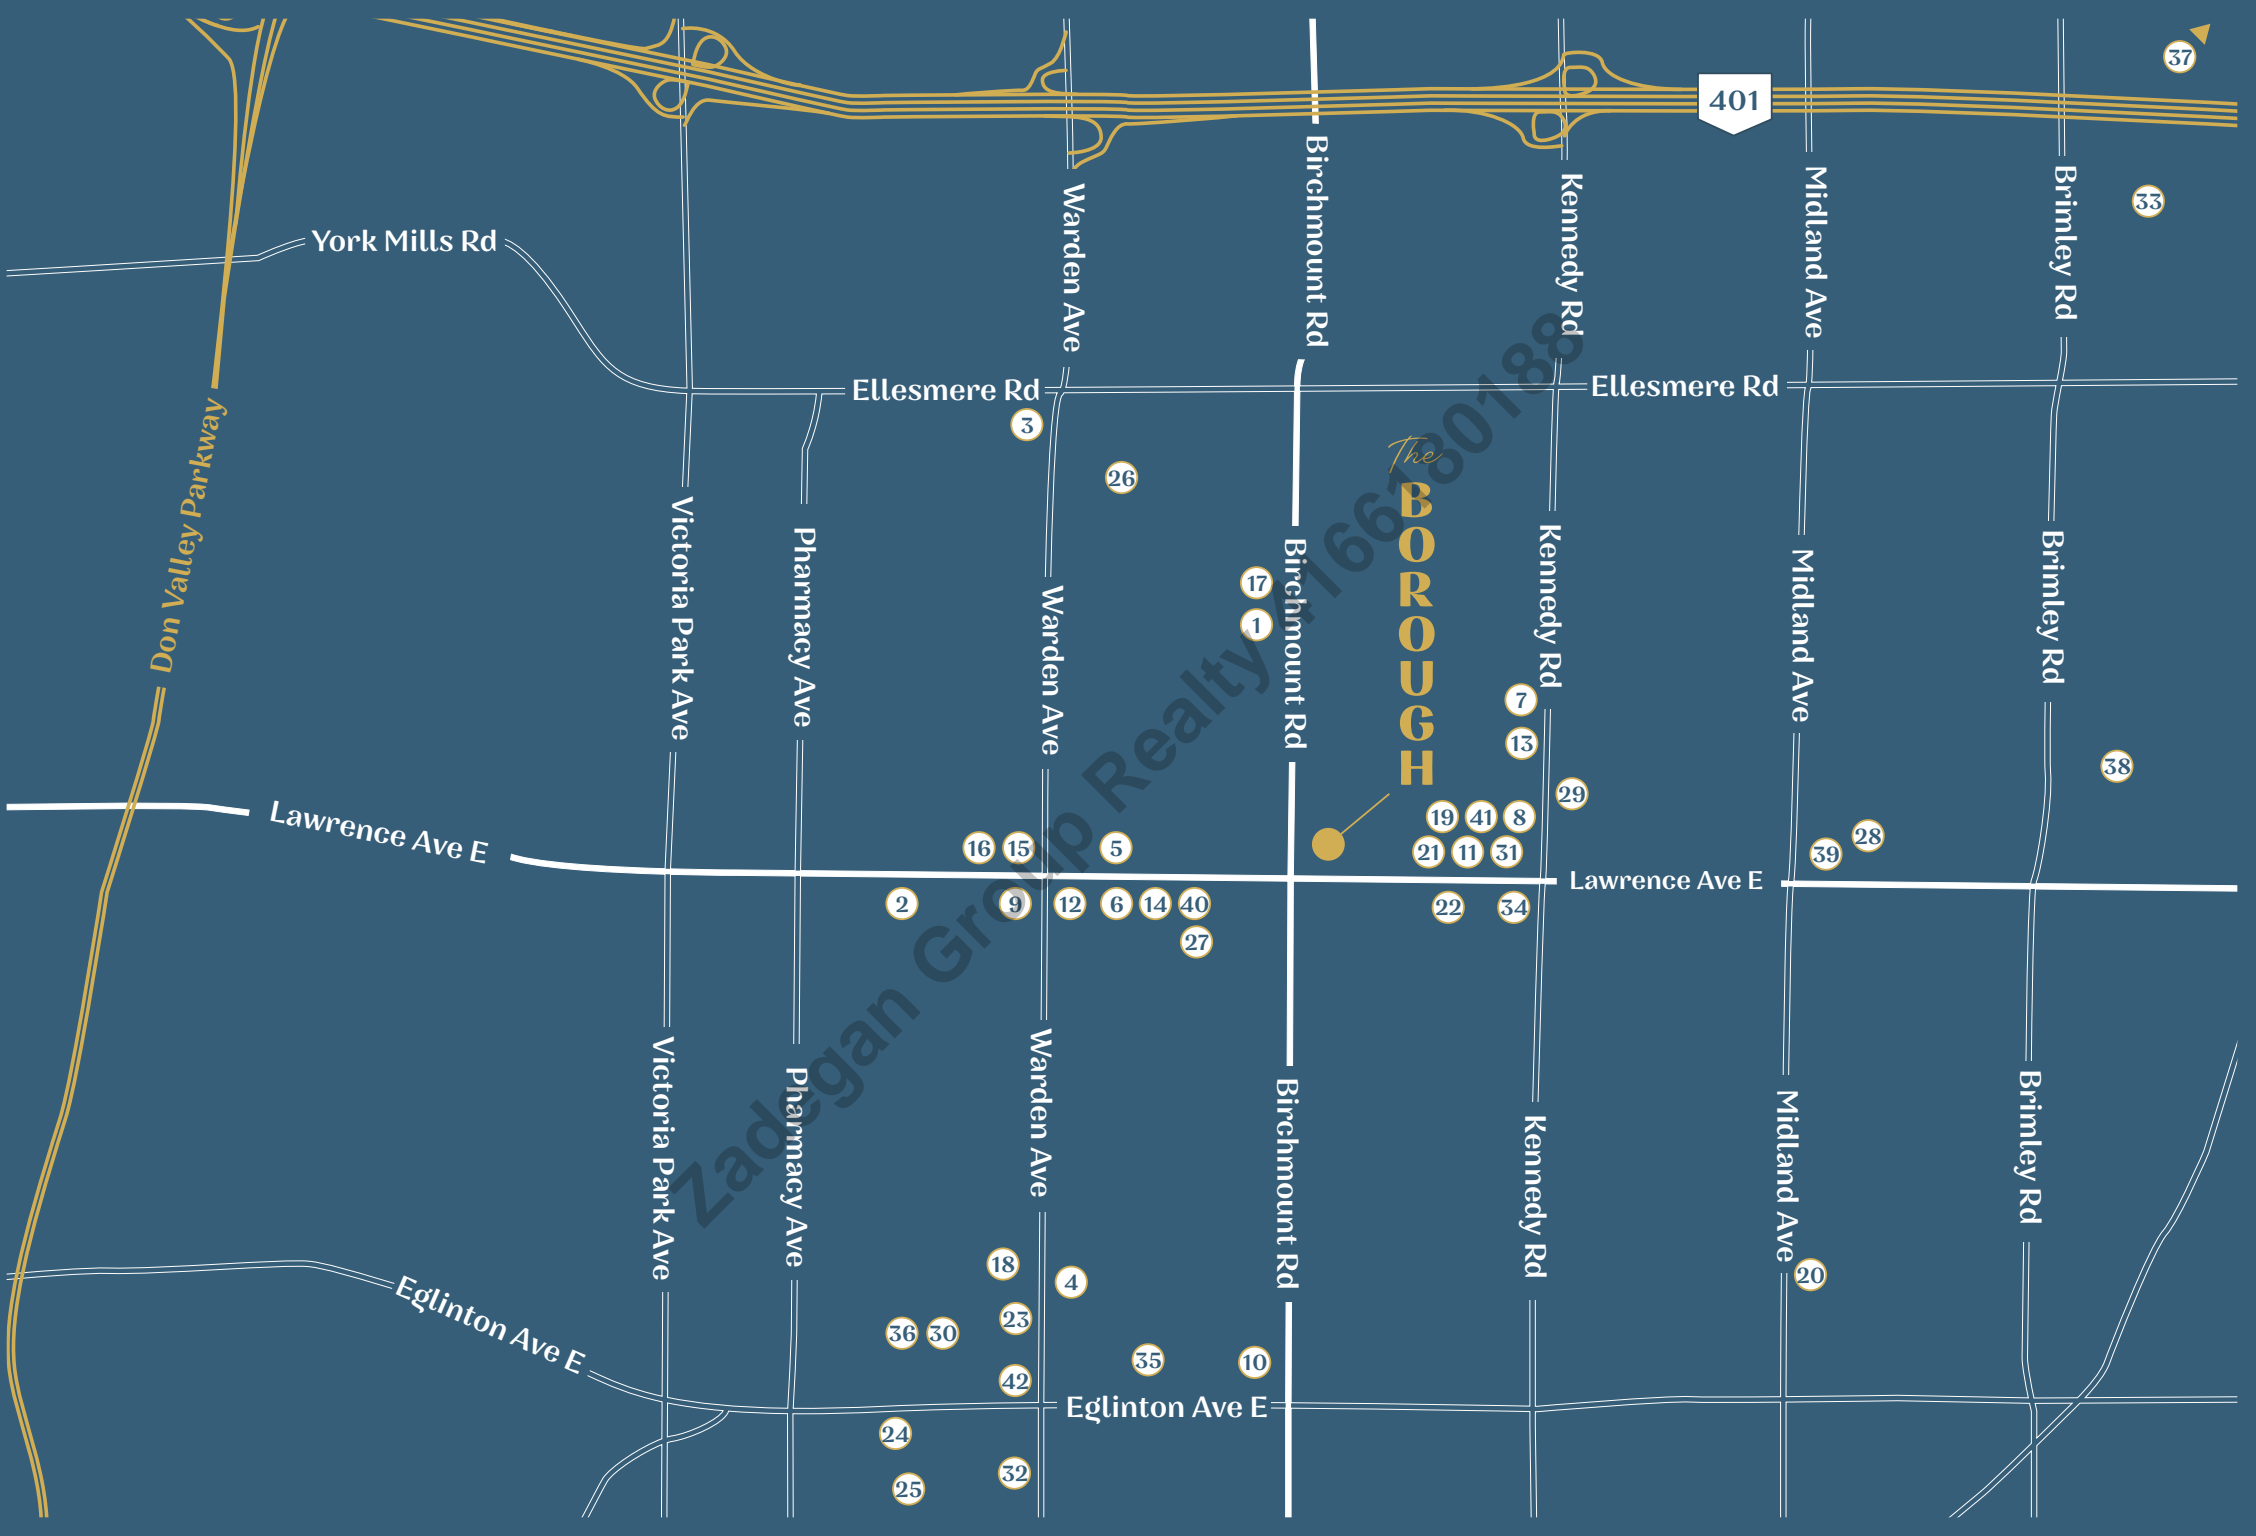 37
401
Birchmount Rd
Kennedy Rd
Midland Ave
Brimley Rd
Warden Ave
33
York Mills Rd
Ellesmere Rd
Ellesmere Rd
3
26
Don Valley Parkway
The
BOROUGH
Victoria Park Ave
Pharmacy Ave
Warden Ave
17
1
Birchmount Rd
Kennedy Rd
Midland Ave
Brimley Rd
7
13
38
29
Lawrence Ave E
19 41 8
16 15 5
21 11 31
39 28
Lawrence Ave E
2 9 12 6 14 40
22 34
27
Zadegan Group Realty 4166180188
Victoria Park Ave
Pharmacy Ave
Warden Ave
Birchmount Rd
Kennedy Rd
Midland Ave
Brimley Rd
18
4
20
Eglinton Ave E
23
36 30
35 10
42
Eglinton Ave E
24
32
25